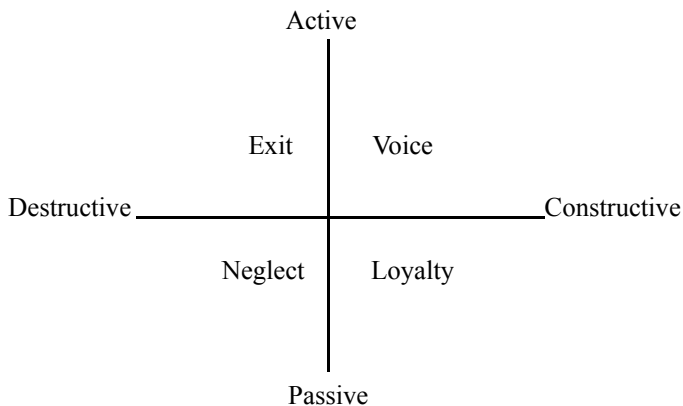 Active
Exit Voice
Destructive Constructive
Neglect Loyalty
Passive